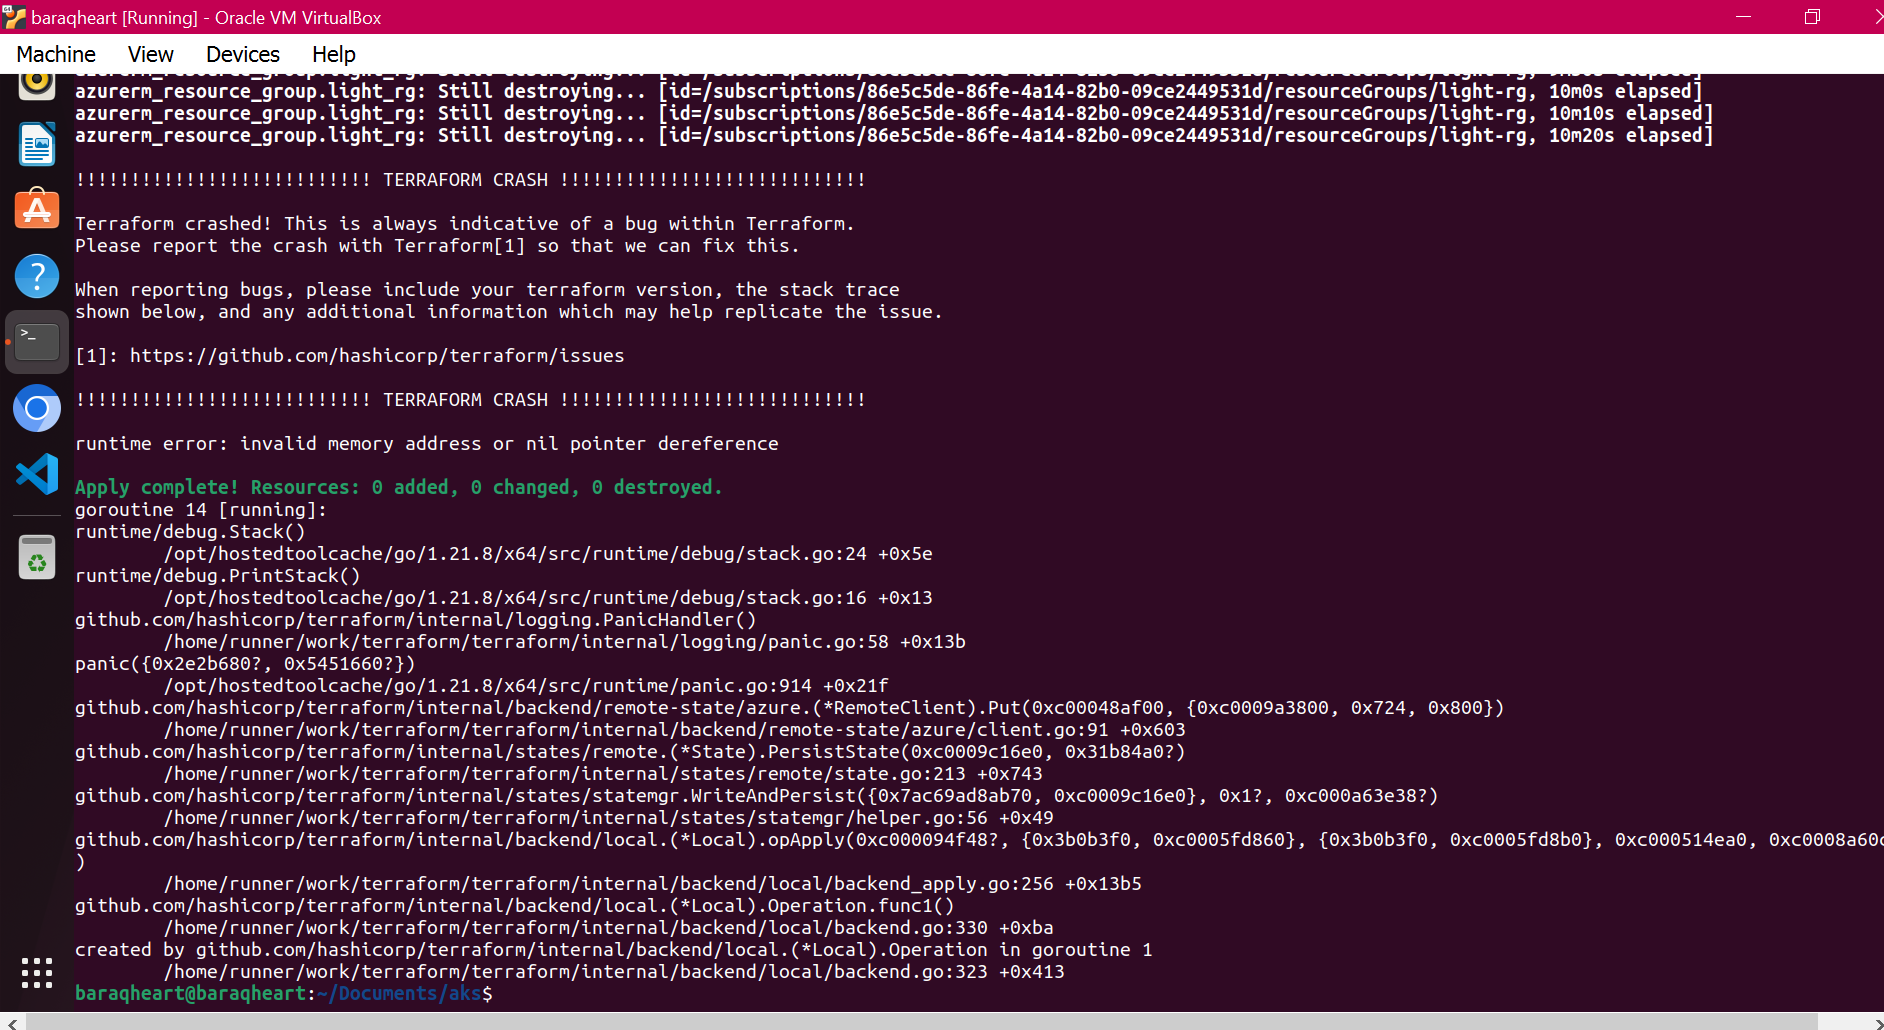 baraqheart [Running] - Oracle VM VirtualBox
Machine View Devices Help
azurerm_resource_group.light_rg: Still destroying... [id=/subscriptions/86e5c5de-86fe-4a14-82b0-09ce2449531d/resourceGroups/light-rg, 10m0s elapsed]
azurerm_resource_group.light_rg: Still destroying... [id=/subscriptions/86e5c5de-86fe-4a14-82b0-09ce2449531d/resourceGroups/light-rg, 10m10s elapsed]
azurerm_resource_group.light_rg: Still destroying... [id=/subscriptions/86e5c5de-86fe-4a14-82b0-09ce2449531d/resourceGroups/light-rg, 10m20s elapsed]
!!!!!!!!!!!!!!!!!!!!!!!!!!! TERRAFORM CRASH !!!!!!!!!!!!!!!!!!!!!!!!!!!!
Terraform crashed! This is always indicative of a bug within Terraform.
Please report the crash with Terraform[1] so that we can fix this.
When reporting bugs, please include your terraform version, the stack trace
shown below, and any additional information which may help replicate the issue.
[1]: https://github.com/hashicorp/terraform/issues
!!!!!!!!!!!!!!!!!!!!!!!!!!! TERRAFORM CRASH !!!!!!!!!!!!!!!!!!!!!!!!!!!!
runtime error: invalid memory address or nil pointer dereference
Apply complete! Resources: 0 added, 0 changed, 0 destroyed.
goroutine 14 [running]:
runtime/debug.Stack()
/opt/hostedtoolcache/go/1.21.8/x64/src/runtime/debug/stack.go:24 +0x5e
runtime/debug.PrintStack()
/opt/hostedtoolcache/go/1.21.8/x64/src/runtime/debug/stack.go:16 +0x13
github.com/hashicorp/terraform/internal/logging.PanicHandler()
/home/runner/work/terraform/terraform/internal/logging/panic.go:58 +0x13b
panic({0x2e2b680?, 0x5451660?})
/opt/hostedtoolcache/go/1.21.8/x64/src/runtime/panic.go:914 +0x21f
github.com/hashicorp/terraform/internal/backend/remote-state/azure.(*RemoteClient).Put(0xc00048af00, {0xc0009a3800, 0x724, 0x800})
/home/runner/work/terraform/terraform/internal/backend/remote-state/azure/client.go:91 +0x603
github.com/hashicorp/terraform/internal/states/remote.(*State).PersistState(0xc0009c16e0, 0x31b84a0?)
/home/runner/work/terraform/terraform/internal/states/remote/state.go:213 +0x743
github.com/hashicorp/terraform/internal/states/statemgr.WriteAndPersist({0x7ac69ad8ab70, 0xc0009c16e0}, 0x1?, 0xc000a63e38?)
/home/runner/work/terraform/terraform/internal/states/statemgr/helper.go:56 +0x49
github.com/hashicorp/terraform/internal/backend/local.(*Local).opApply(0xc000094f48?, {0x3b0b3f0, 0xc0005fd860}, {0x3b0b3f0, 0xc0005fd8b0}, 0xc000514ea0, 0xc0008a60
)
/home/runner/work/terraform/terraform/internal/backend/local/backend_apply.go:256 +0x13b5
github.com/hashicorp/terraform/internal/backend/local.(*Local).Operation.func1()
/home/runner/work/terraform/terraform/internal/backend/local/backend.go:330 +0xba
created by github.com/hashicorp/terraform/internal/backend/local.(*Local).Operation in goroutine 1
/home/runner/work/terraform/terraform/internal/backend/local/backend.go:323 +0x413
baraqheart@baraqheart:~/Documents/aks$